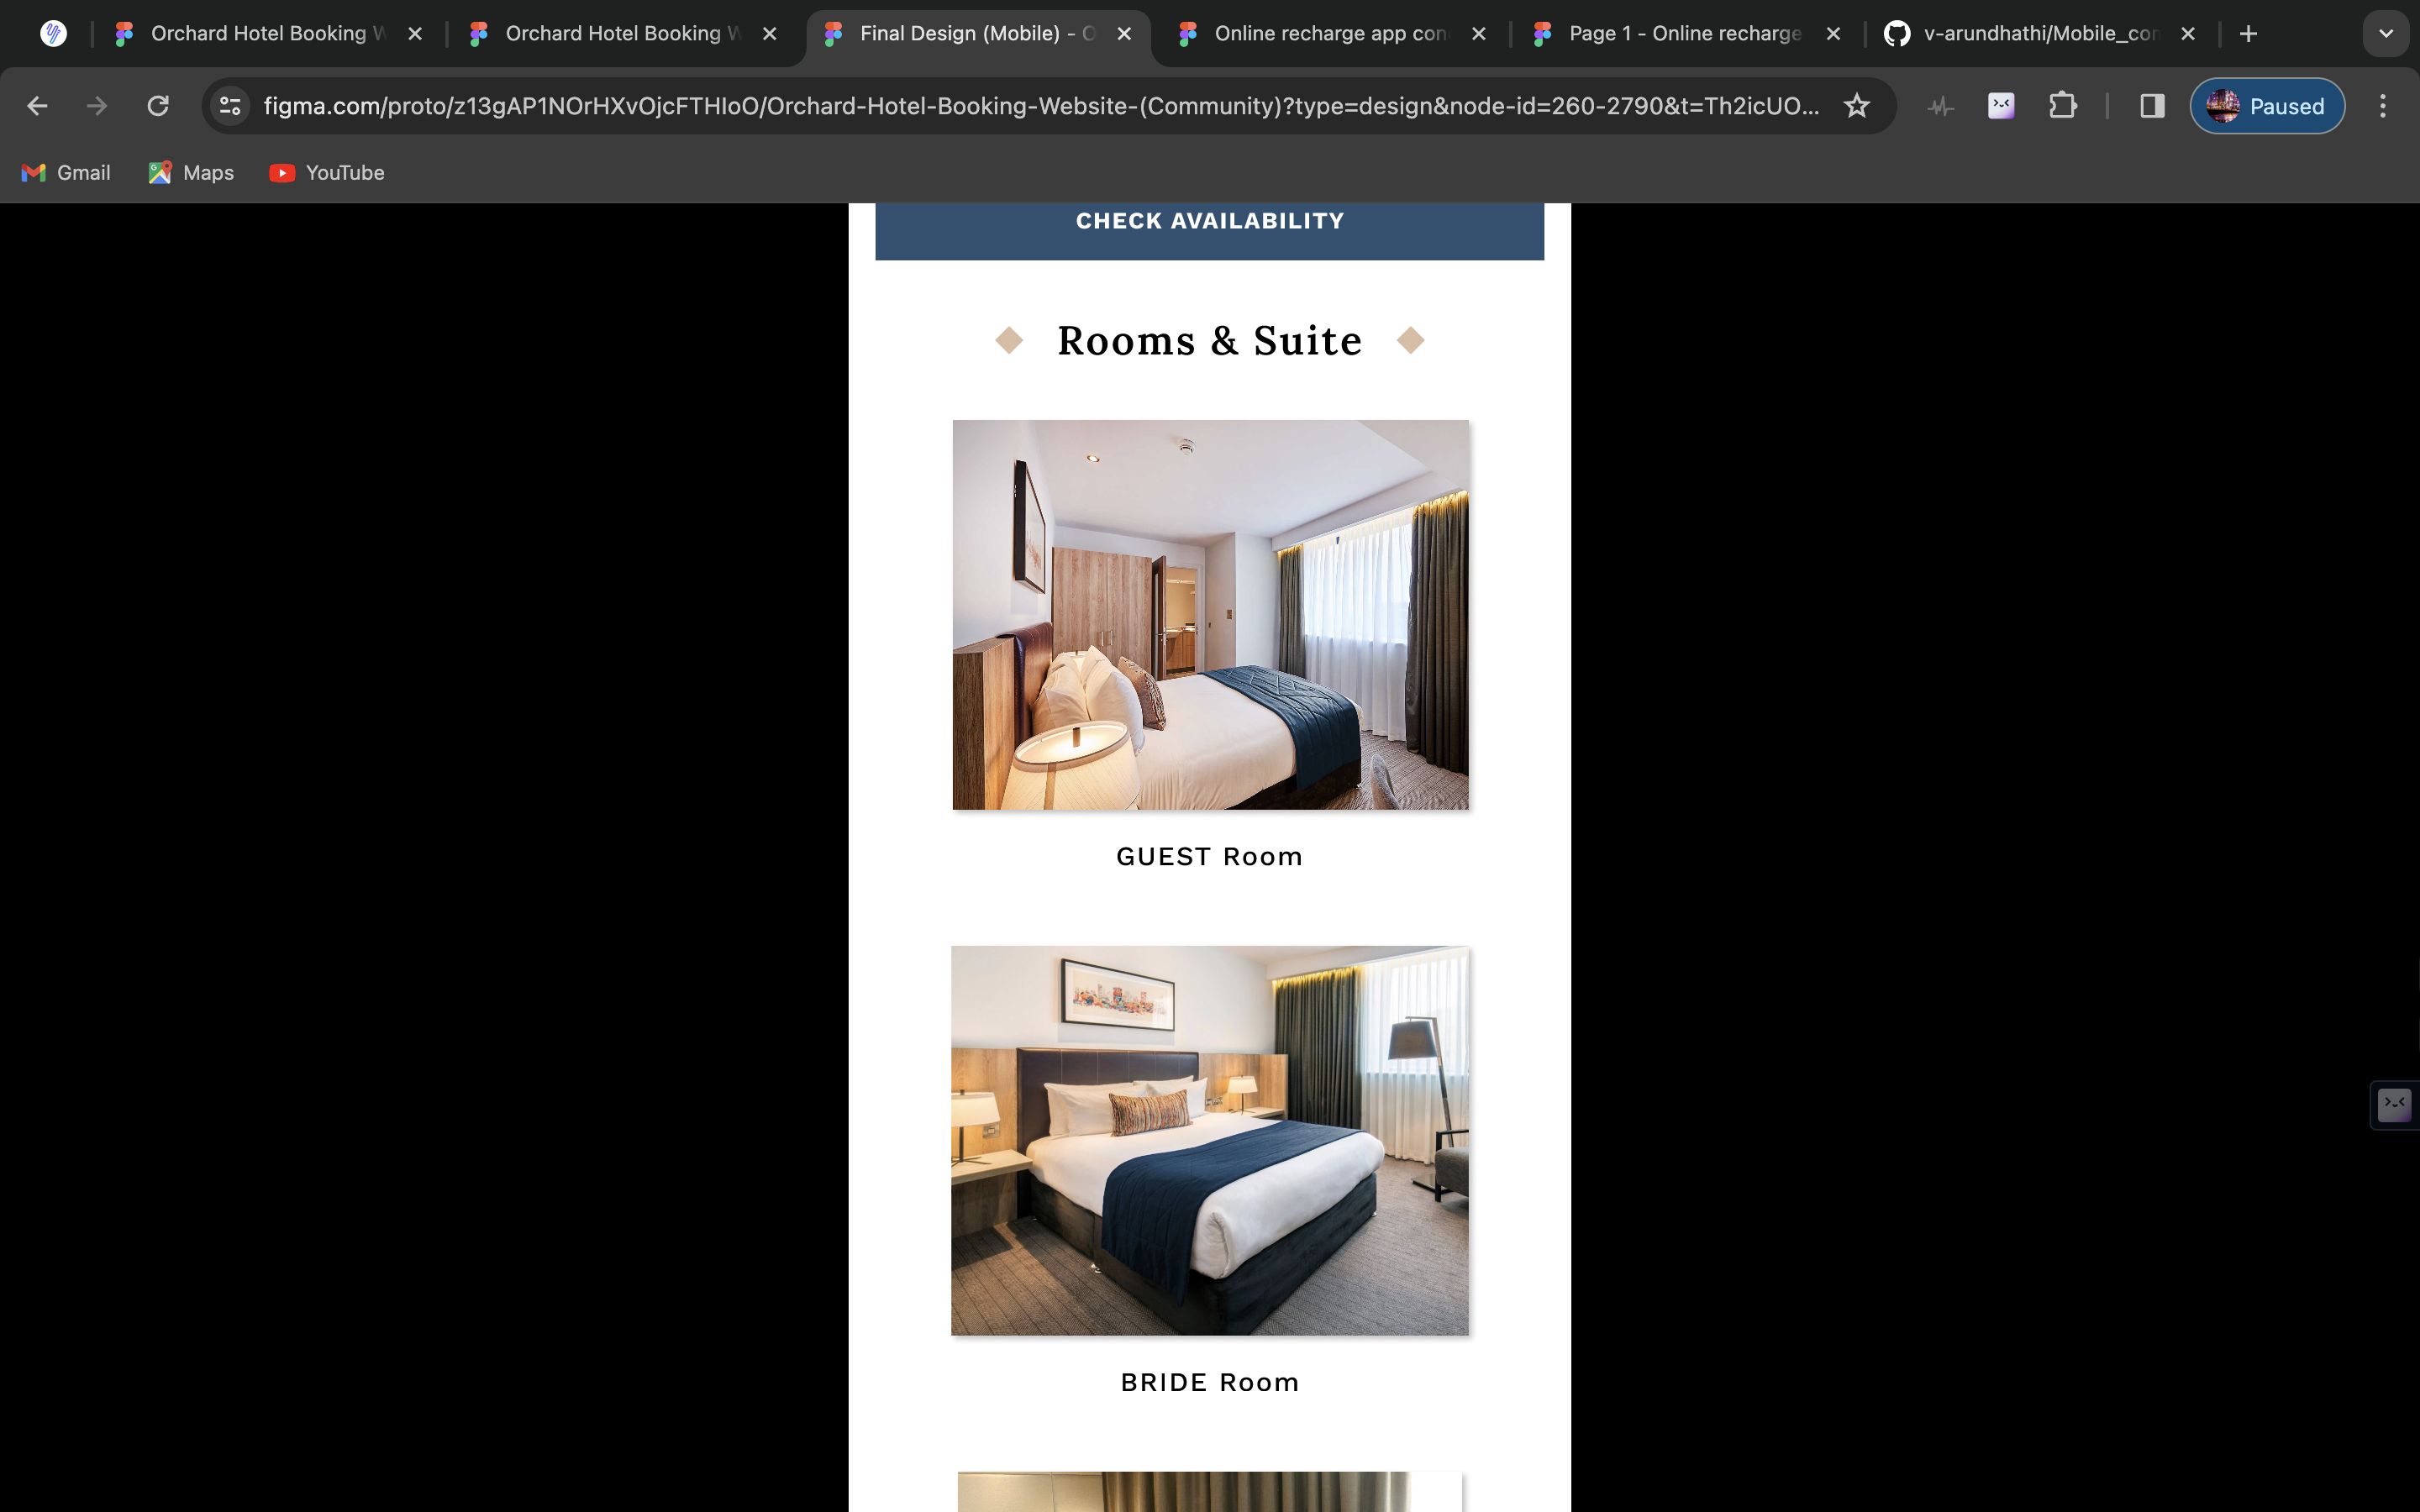 Orchard Hotel Booking W
Orchard Hotel Booking W
Final Design (Mobile) - O
Online recharge app con
Page 1 - Online recharge
v-arundhathi/Mobile_con
figma.com/proto/z13gAP1NOrHXvOjcFTHIoO/Orchard-Hotel-Booking-Website-(Community)?type=design&node-id=260-2790&t=Th2icUO...
Paused
Gmail
Maps
YouTube
CHECK AVAILABILITY
Rooms & Suite
GUEST Room
BRIDE Room